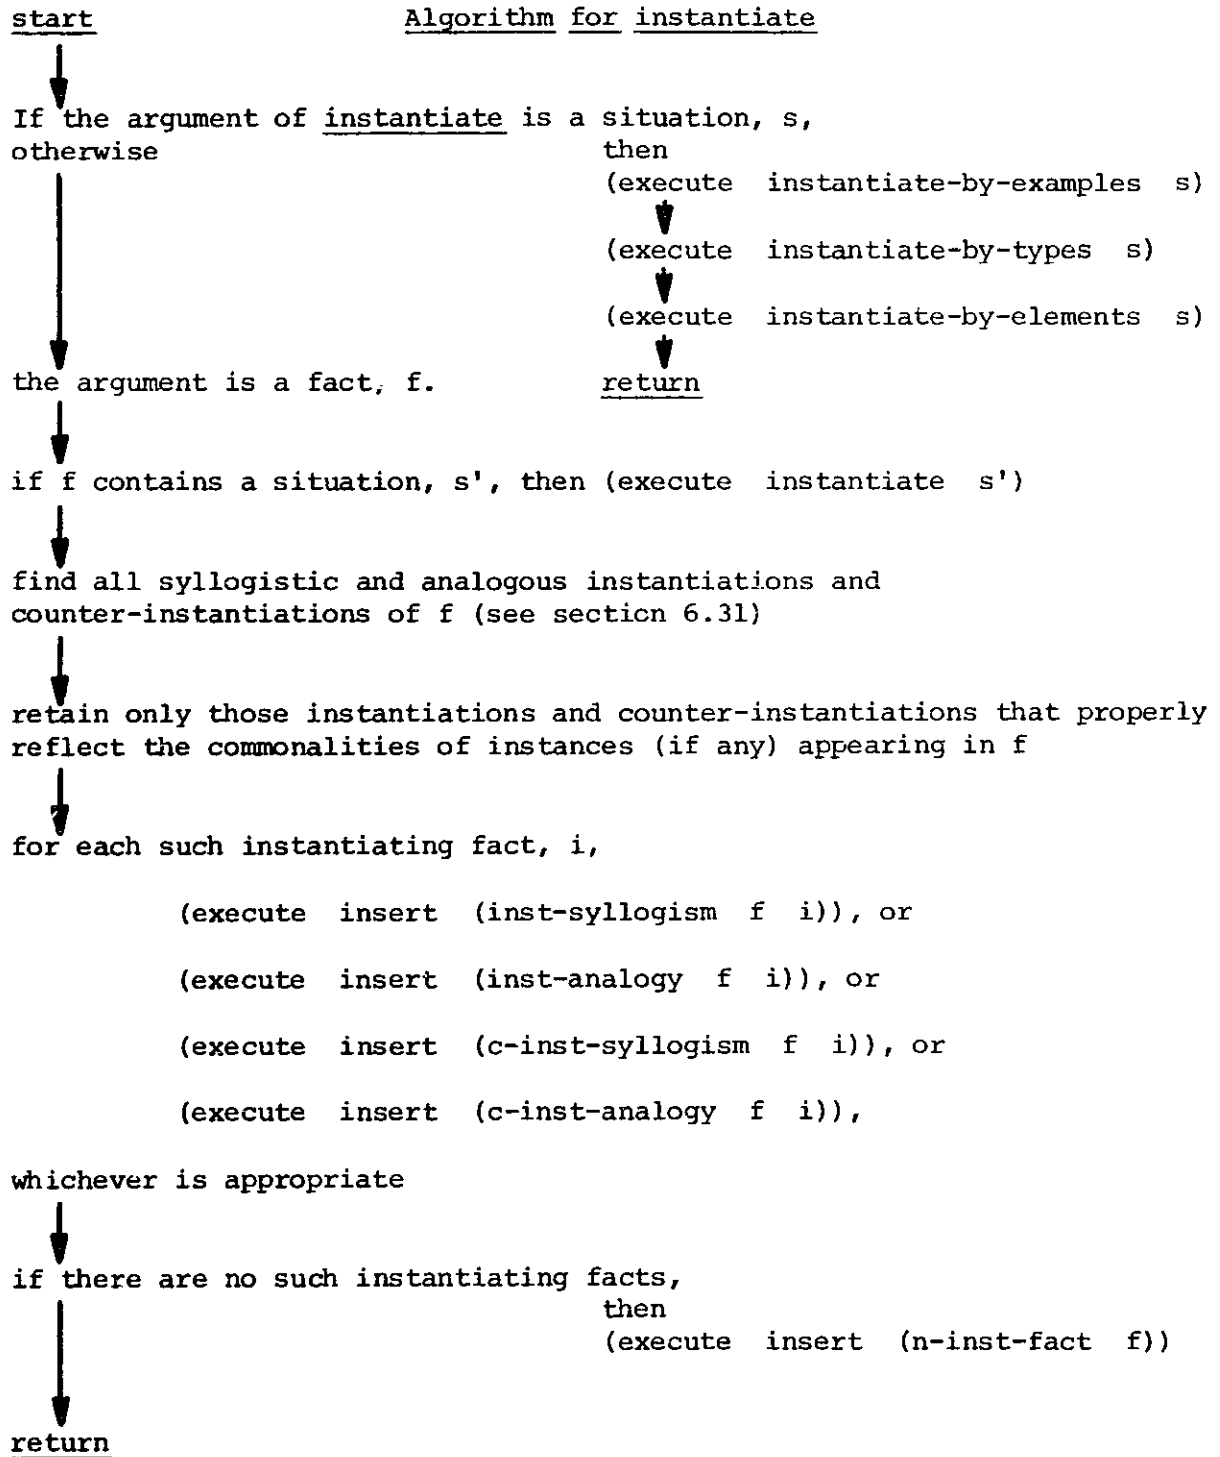 start Algorithm for instantiate
If the argument of instantiate is a situation, s,
otherwise then
(execute instantiate-by-examples s)
(execute instantiate-by-types s)
(execute instantiate-by-elements s)
the argument is a fact, f. return
if f contains a situation, s', then (execute instantiate s')
find all syllogistic and analogous instantiations and
counter-instantiations of f (see section 6.31)
retain only those instantiations and counter-instantiations that properly
reflect the commonalities of instances (if any) appearing in f
for each such instantiating fact, i,
(execute insert (inst-syllogism f i)), or
(execute insert (inst-analogy f i)), or
(execute insert (c-inst-syllogism f i)), or
(execute insert (c-inst-analogy f i)),
whichever is appropriate
if there are no such instantiating facts,
then
(execute insert (n-inst-fact f))
return